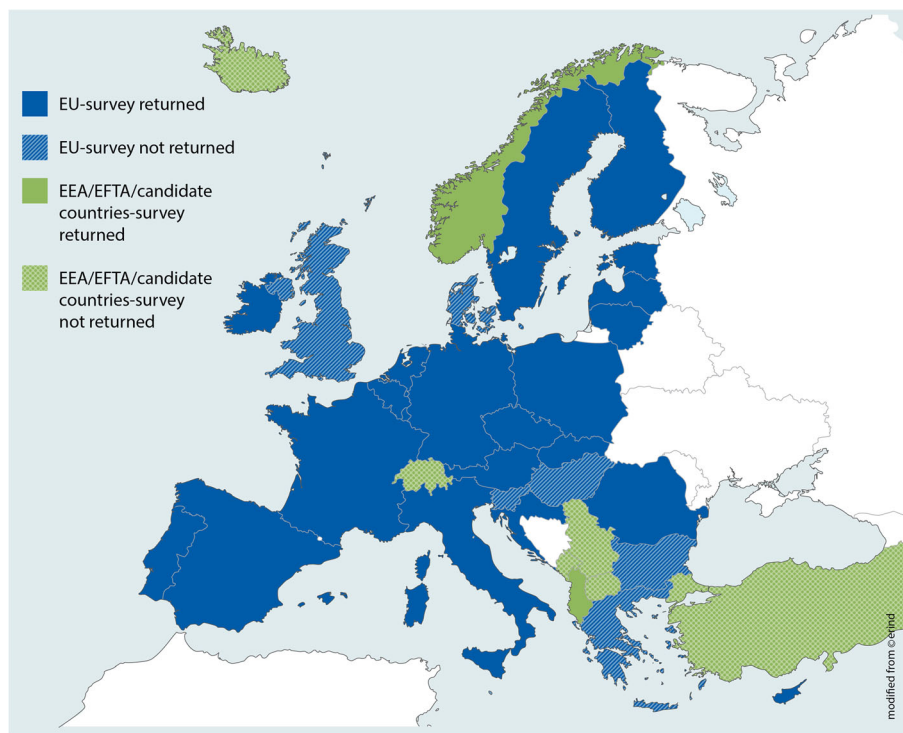 EU-survey returned
EU-survey not returned
EEA/EFTA/candidate
countries-survey
returned
EEA/EFTA/candidate
countries-survey
not returned
modified from ©erind